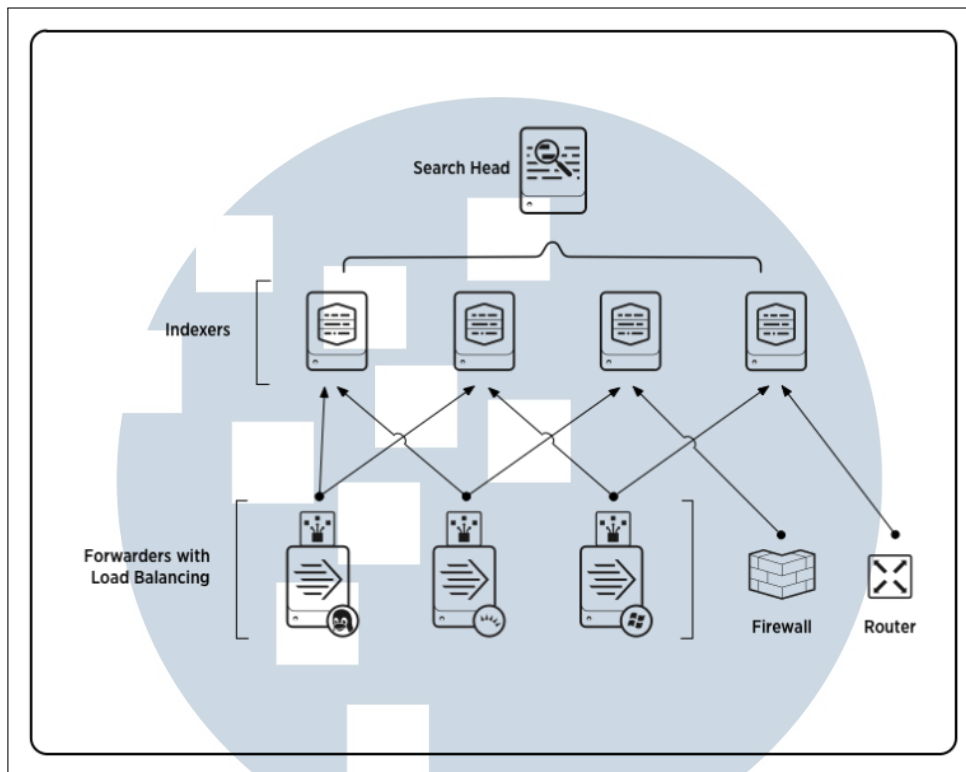 Search Head
Indexers
Forwarders with
Load Balancing
Firewall
Router